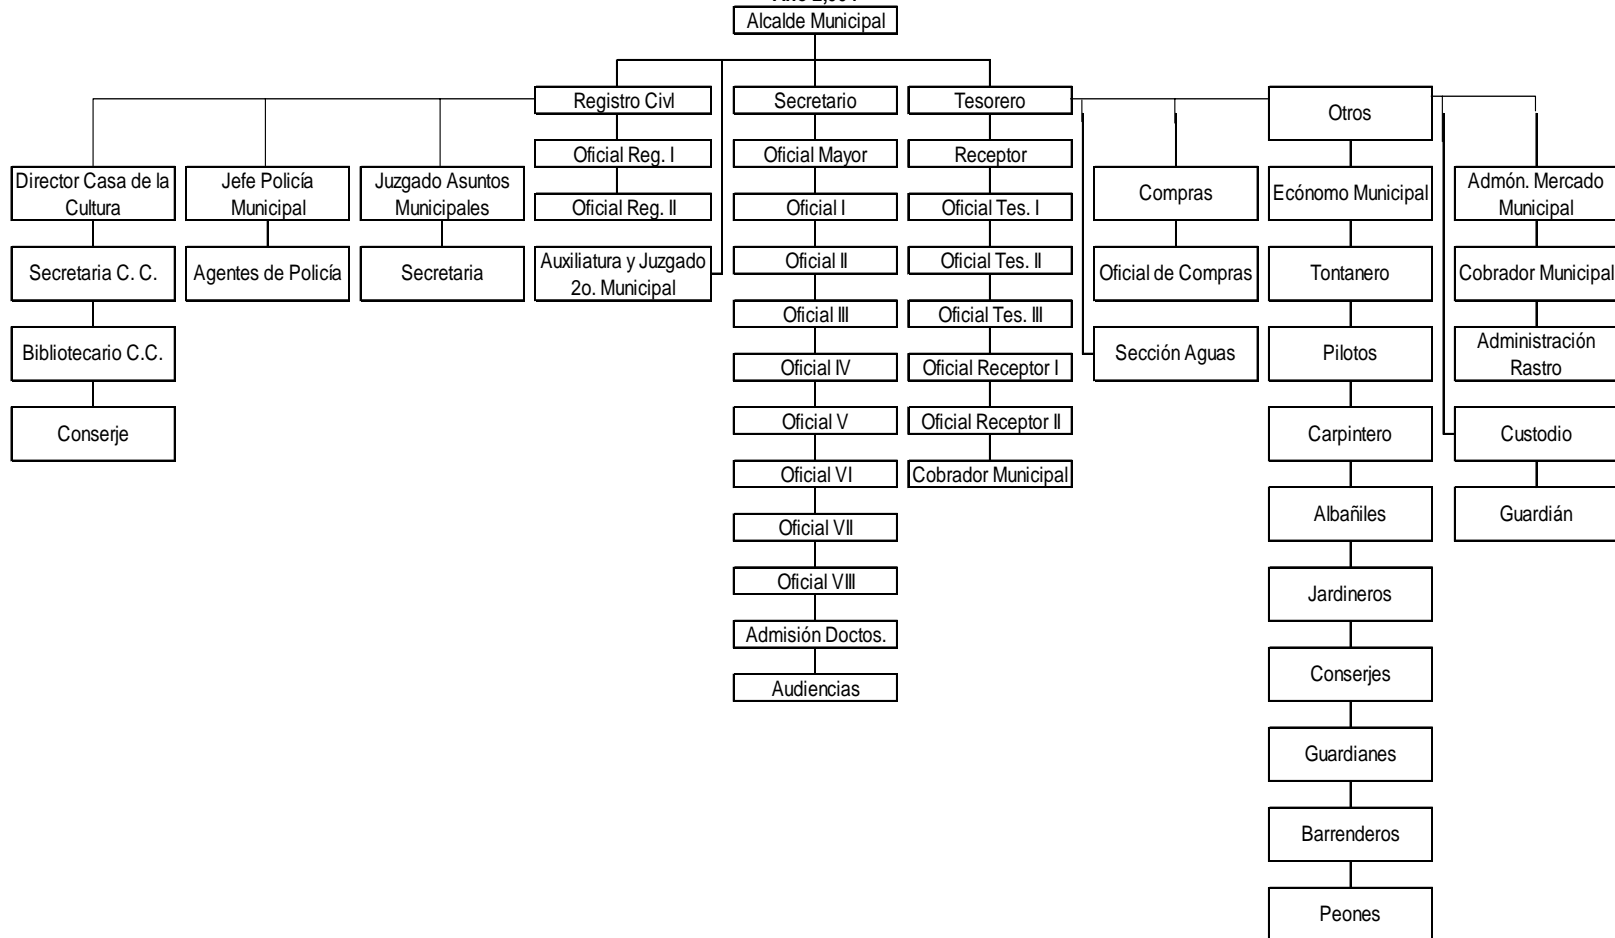 Alcalde Municipal
Registro Civl
Secretario
Tesorero
Otros
Oficial Reg. I
Oficial Mayor
Receptor
Director Casa de la
Cultura
Jefe Policía
Municipal
Juzgado Asuntos
Municipales
Oficial Reg. II
Oficial I
Oficial Tes. I
Compras
Ecónomo Municipal
Admón. Mercado
Municipal
Secretaria C. C.
Agentes de Policía
Secretaria
Auxiliatura y Juzgado
2o. Municipal
Oficial II
Oficial Tes. II
Oficial de Compras
Tontanero
Cobrador Municipal
Oficial III
Oficial Tes. III
Bibliotecario C.C.
Oficial IV
Oficial Receptor I
Sección Aguas
Pilotos
Administración
Rastro
Conserje
Oficial V
Oficial Receptor II
Carpintero
Custodio
Oficial VI
Cobrador Municipal
Oficial VII
Albañiles
Guardián
Oficial VIII
Jardineros
Admisión Doctos.
Audiencias
Conserjes
Guardianes
Barrenderos
Peones